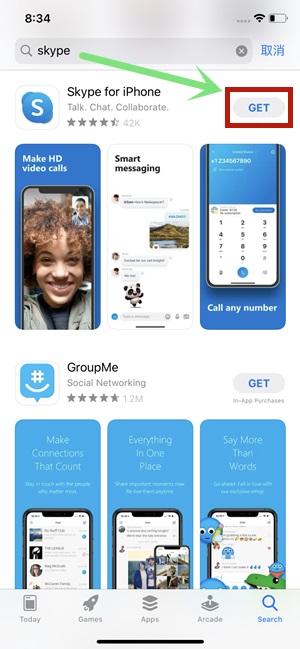 8:34
skype
取消
Skype for iPhone
Talk. Chat. Collaborate.
42K
GET
Make HD
video calls
Smart
messaging
+1234567890
Call any number
GroupMe
Social Networking
1.2M
GET
In-App Purchases
Make
Connections
That Count
Stay in touch with the people
who matter most.
Everything
In One
Place
Share important moments now.
Re-live them anytime.
Say More
Than
Words
Go ahead. Fall in love with
our exclusive emoji.
Today
Games
Apps
Arcade
Search